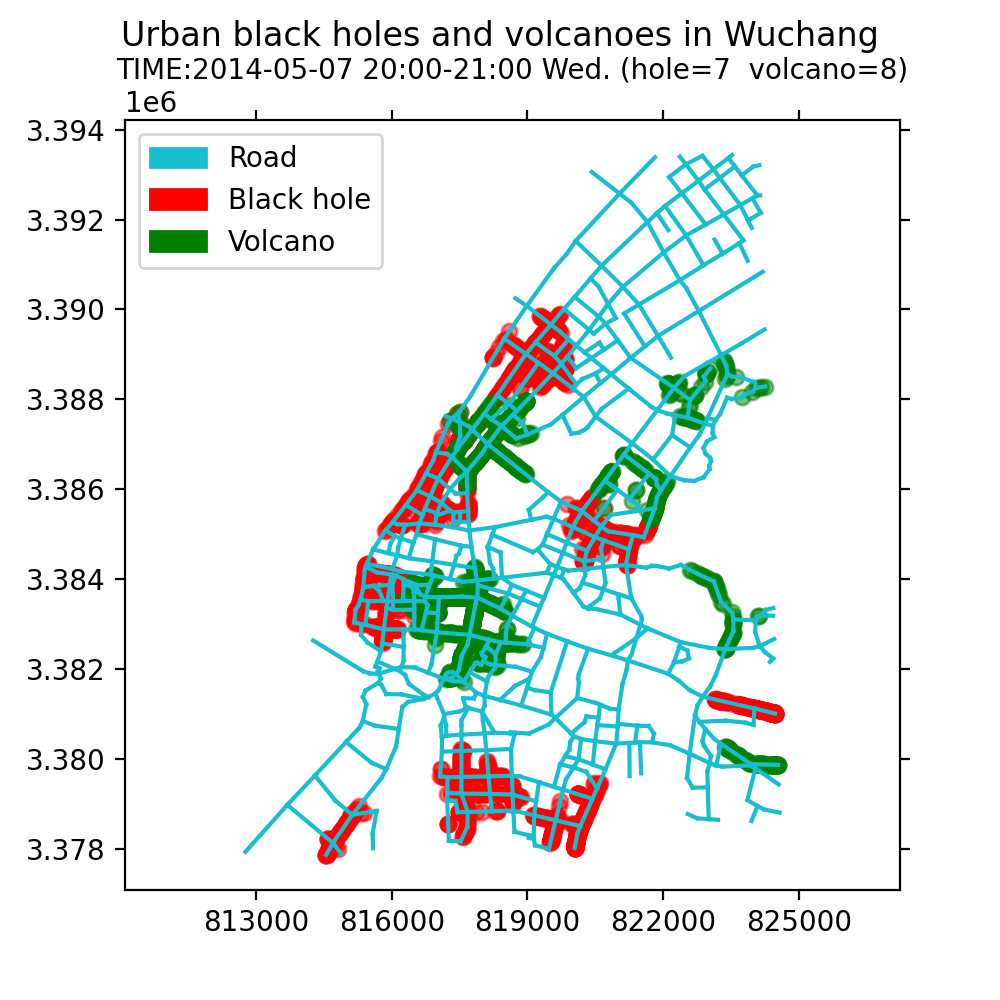 Urban black holes and volcanoes in Wuchang
TIME:2014-05-07 20:00-21:00 Wed. (hole=7  volcano=8)
1e6
3.394
3.392
3.390
3.388
3.386
3.384
3.382
3.380
3.378
Road
Black hole
Volcano
813000 816000 819000 822000 825000